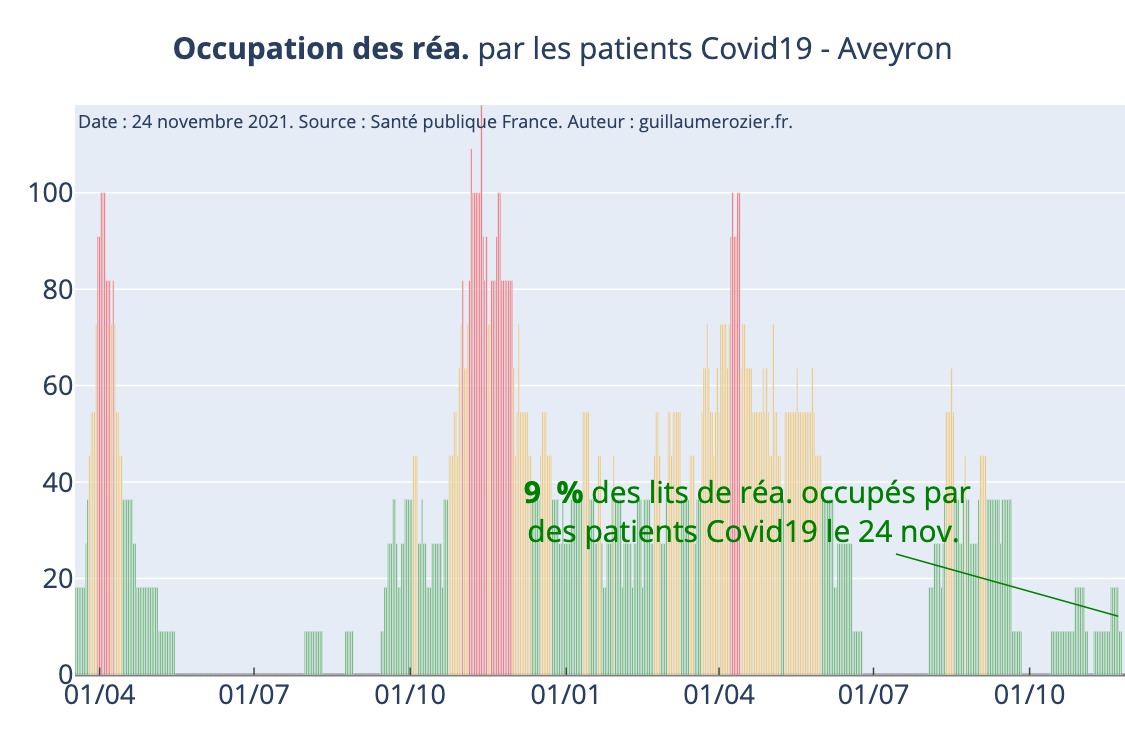 Occupation des réa. par les patients Covid19 - Aveyron
Date : 24 novembre 2021. Source : Santé publique France. Auteur : guillaumerozier.fr.
100
80
60
40
20
0
9 % des lits de réa. occupés par
des patients Covid19 le 24 nov.
01/04 01/07 01/10 01/01 01/04 01/07 01/10